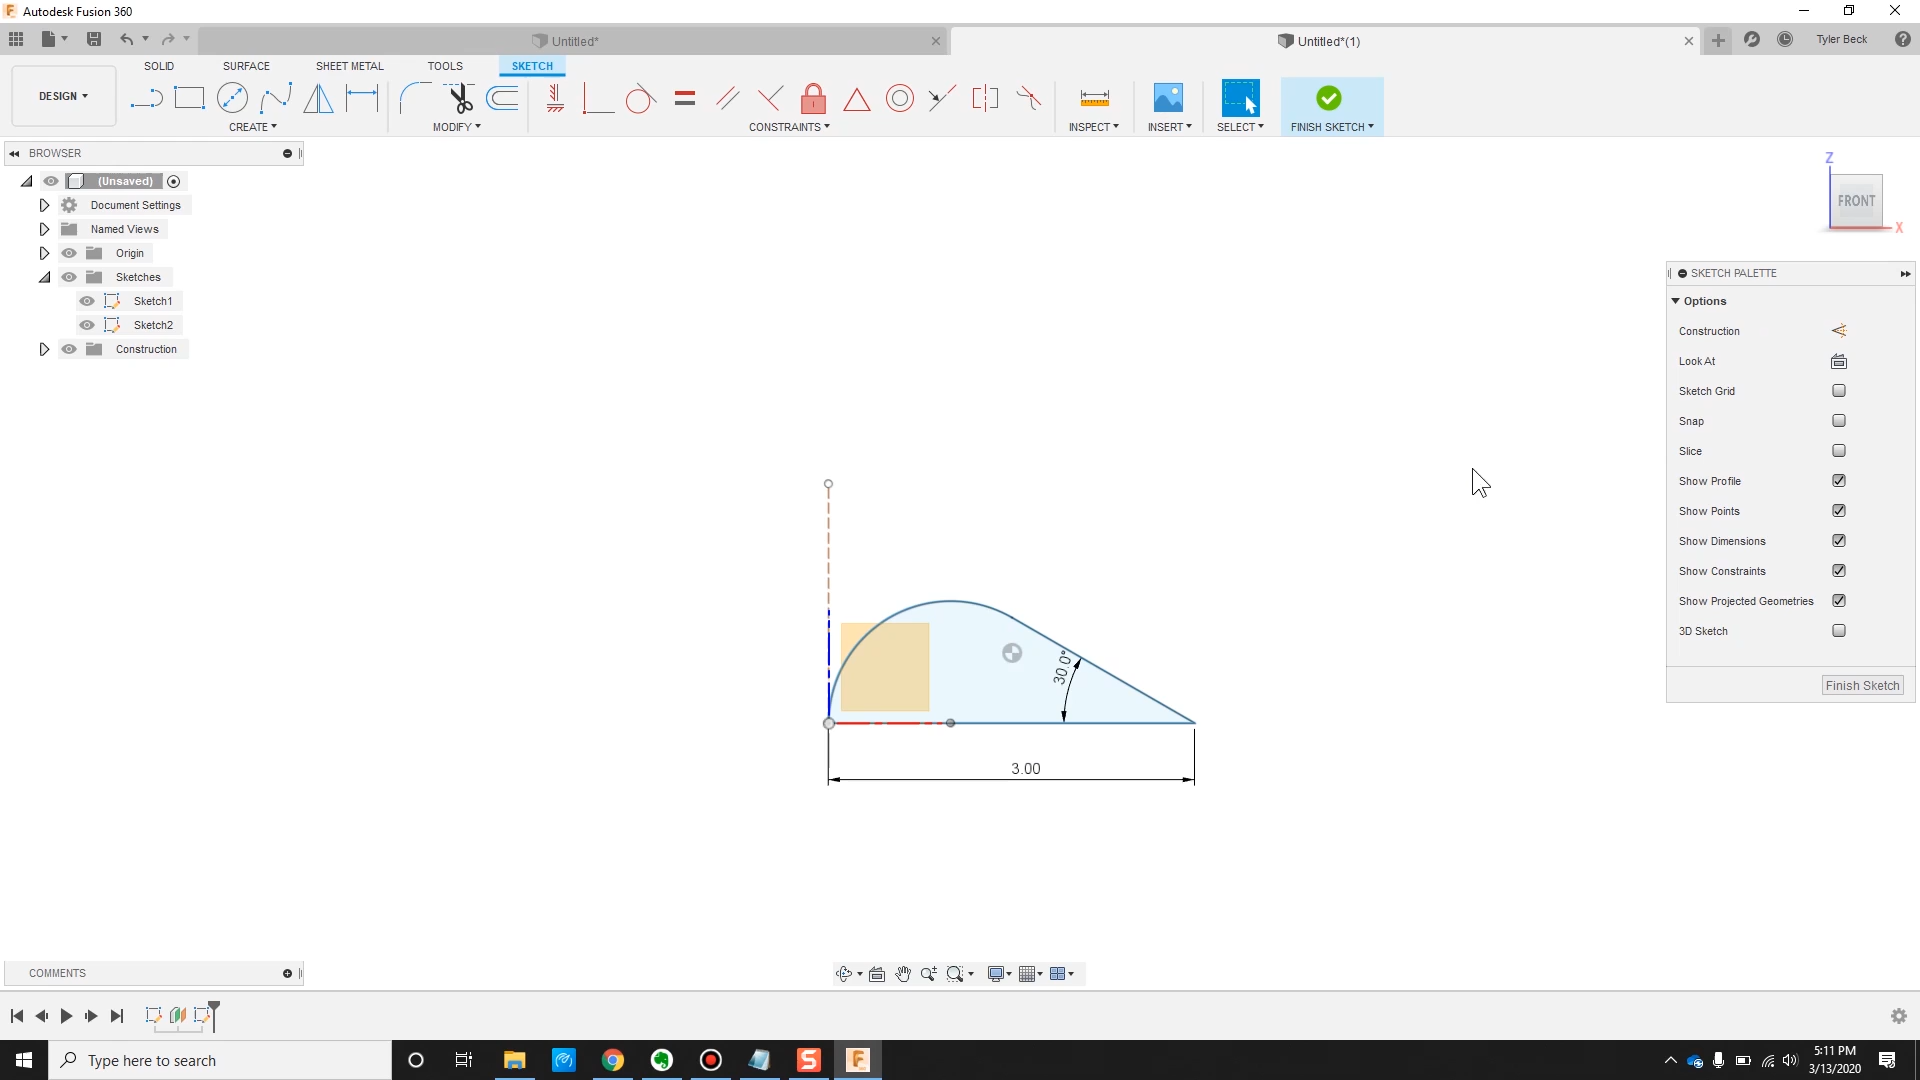 Autodesk Fusion 360
Untitled*
Untitled*(1)
Tyler Beck
SOLID
SURFACE
SHEET METAL
TOOLS
SKETCH
DESIGN
CREATE
MODIFY
CONSTRAINTS
INSPECT
INSERT
SELECT
FINISH SKETCH
BROWSER
(Unsaved)
Document Settings
Named Views
Origin
Sketches
Sketch1
Sketch2
Construction
Z
FRONT
X
SKETCH PALETTE
Options
Construction
Look At
Sketch Grid
Snap
Slice
Show Profile
Show Points
Show Dimensions
Show Constraints
Show Projected Geometries
3D Sketch
Finish Sketch
30.0°
3.00
COMMENTS
Type here to search
5:11 PM
3/13/2020